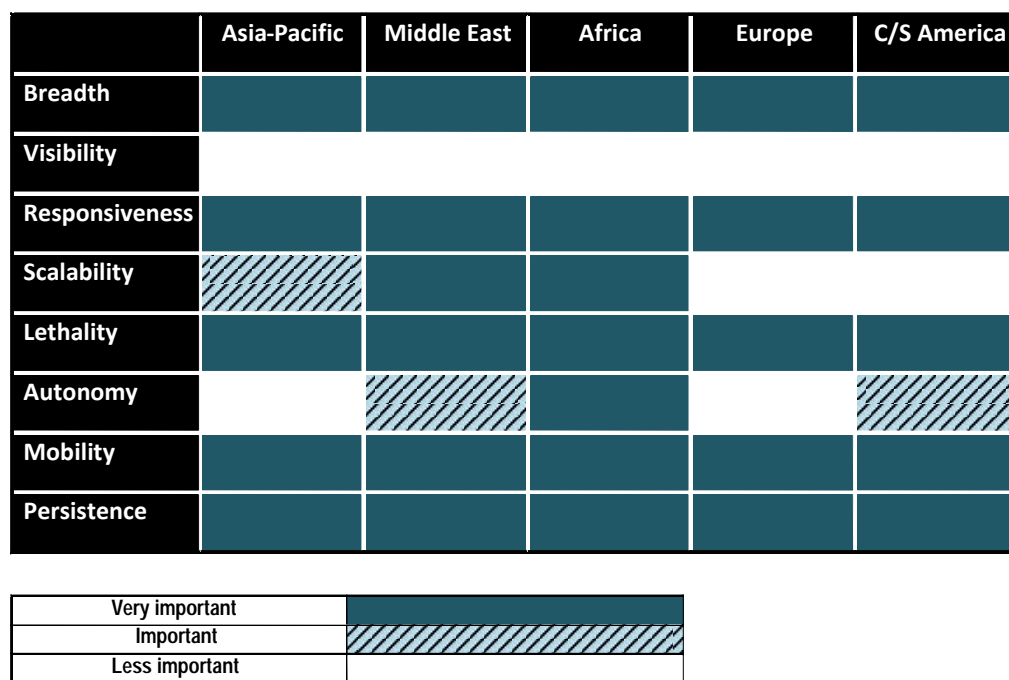 Asia-Pacific Middle East Africa Europe C/S America
Breadth
Visibility
Responsiveness
Scalability
Lethality
Autonomy
Mobility
Persistence
Very important
Important
Less important